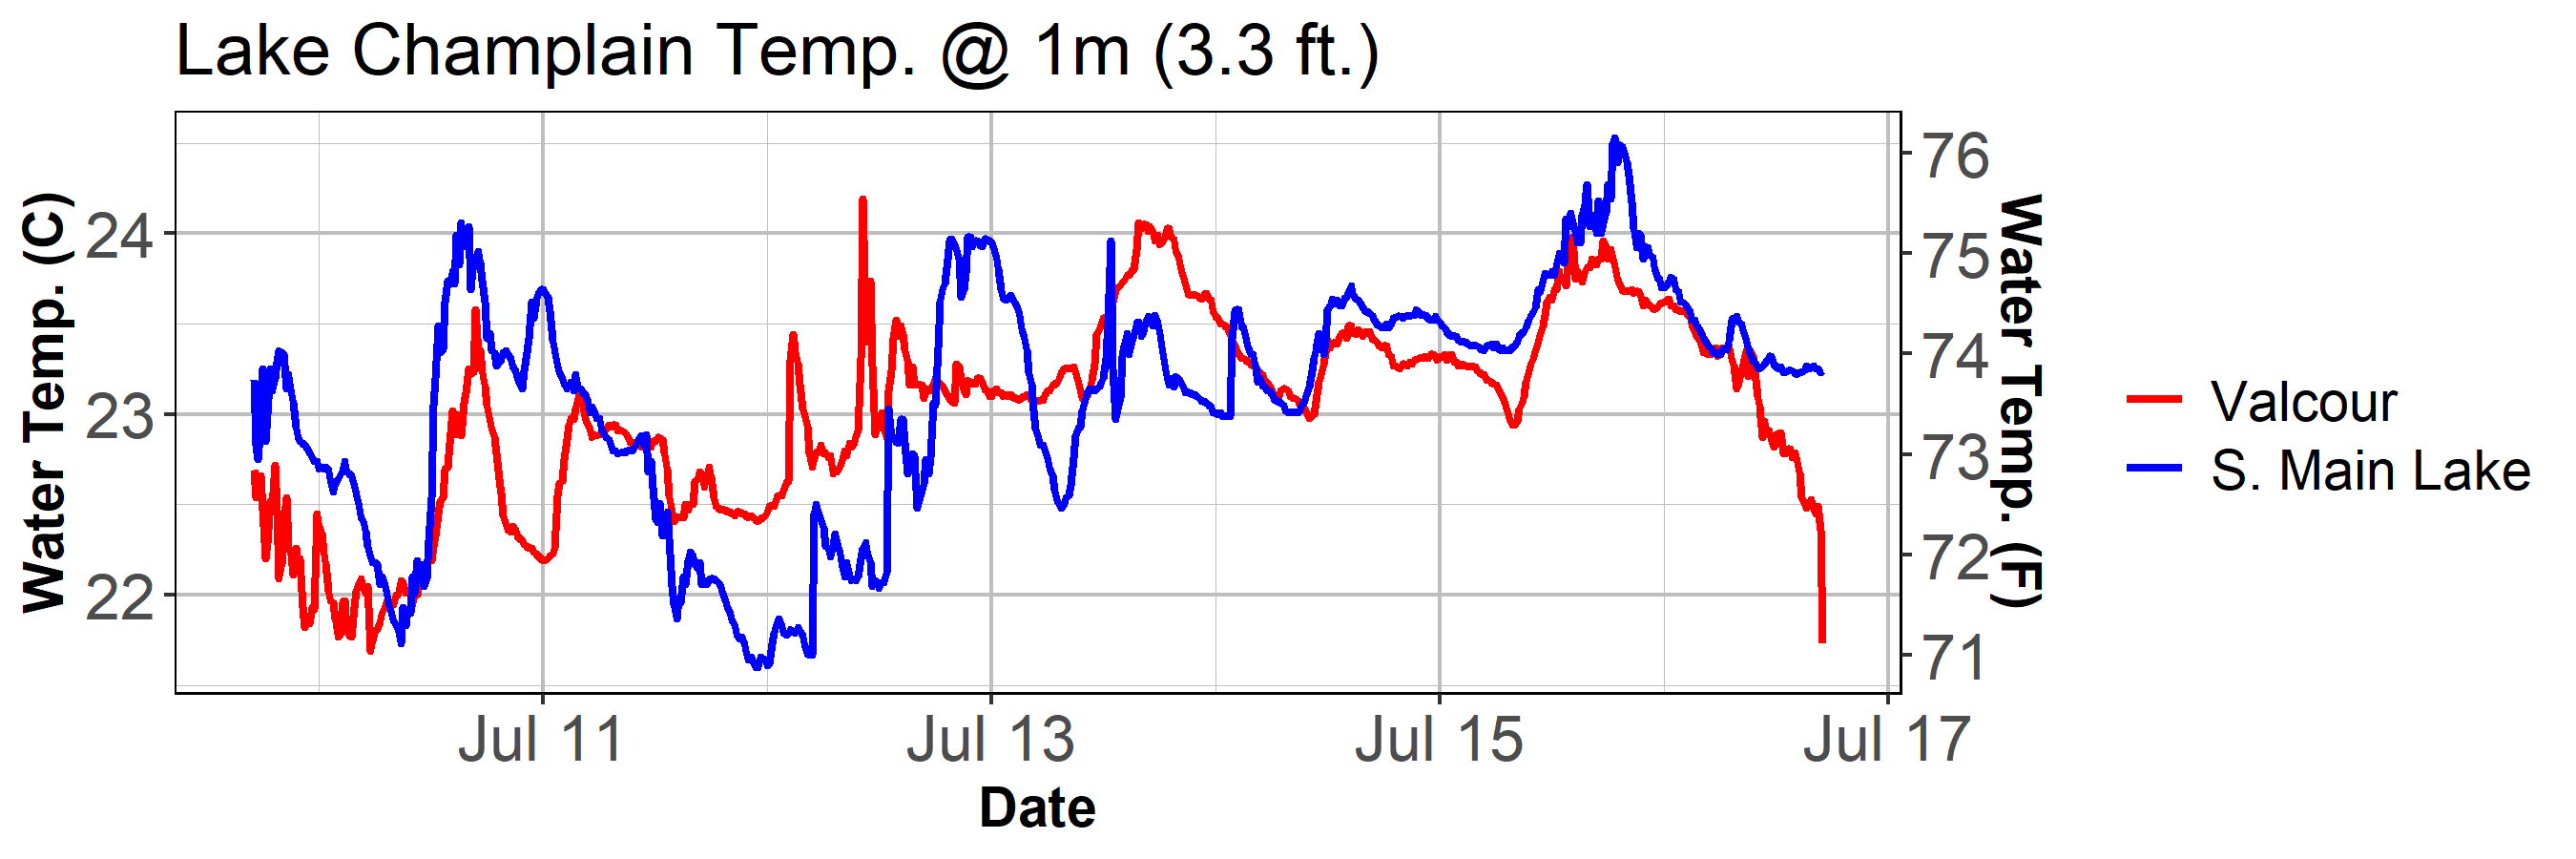 Lake Champlain Temp. @ 1m (3.3 ft.)
Water Temp. (C)
24
23
22
76
75
74
73
72
71
Water Temp. (F)
Jul 11
Jul 13
Jul 15
Jul 17
Date
Valcour
S. Main Lake